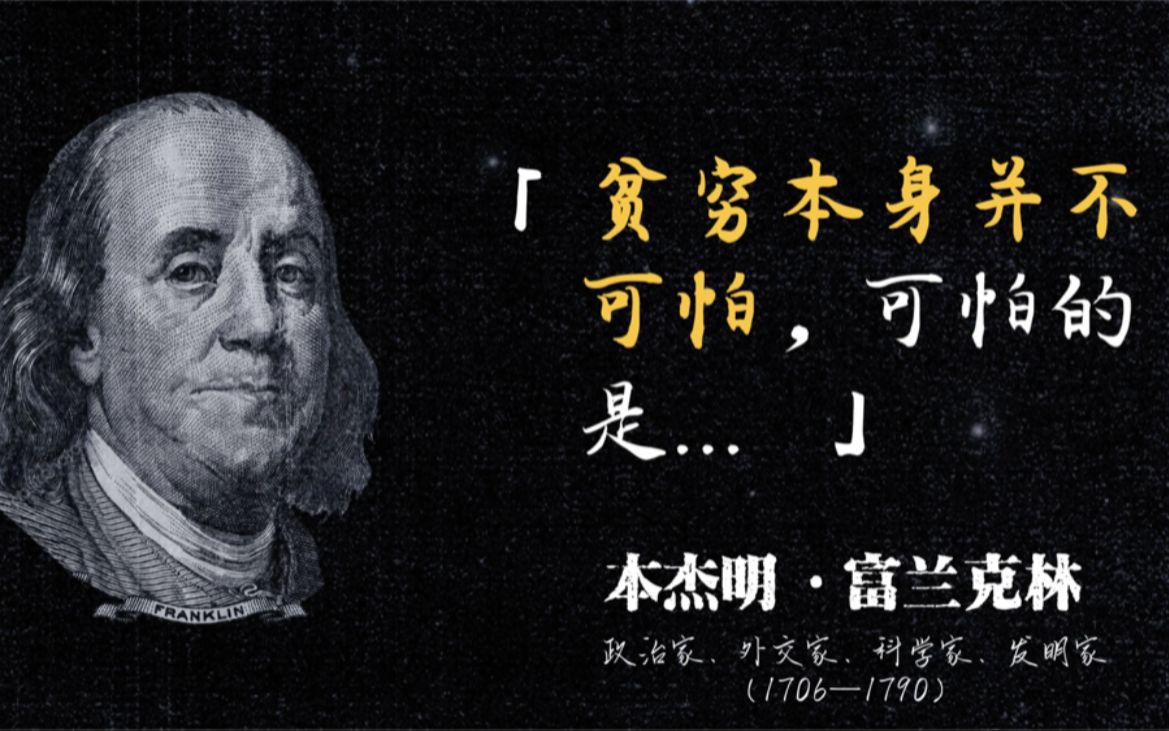 「贫穷本身并不
可怕，可怕的
是...」
本杰明·富兰克林
政治家、外交家、科学家、发明家
(1706—1790)
FRANKLIN